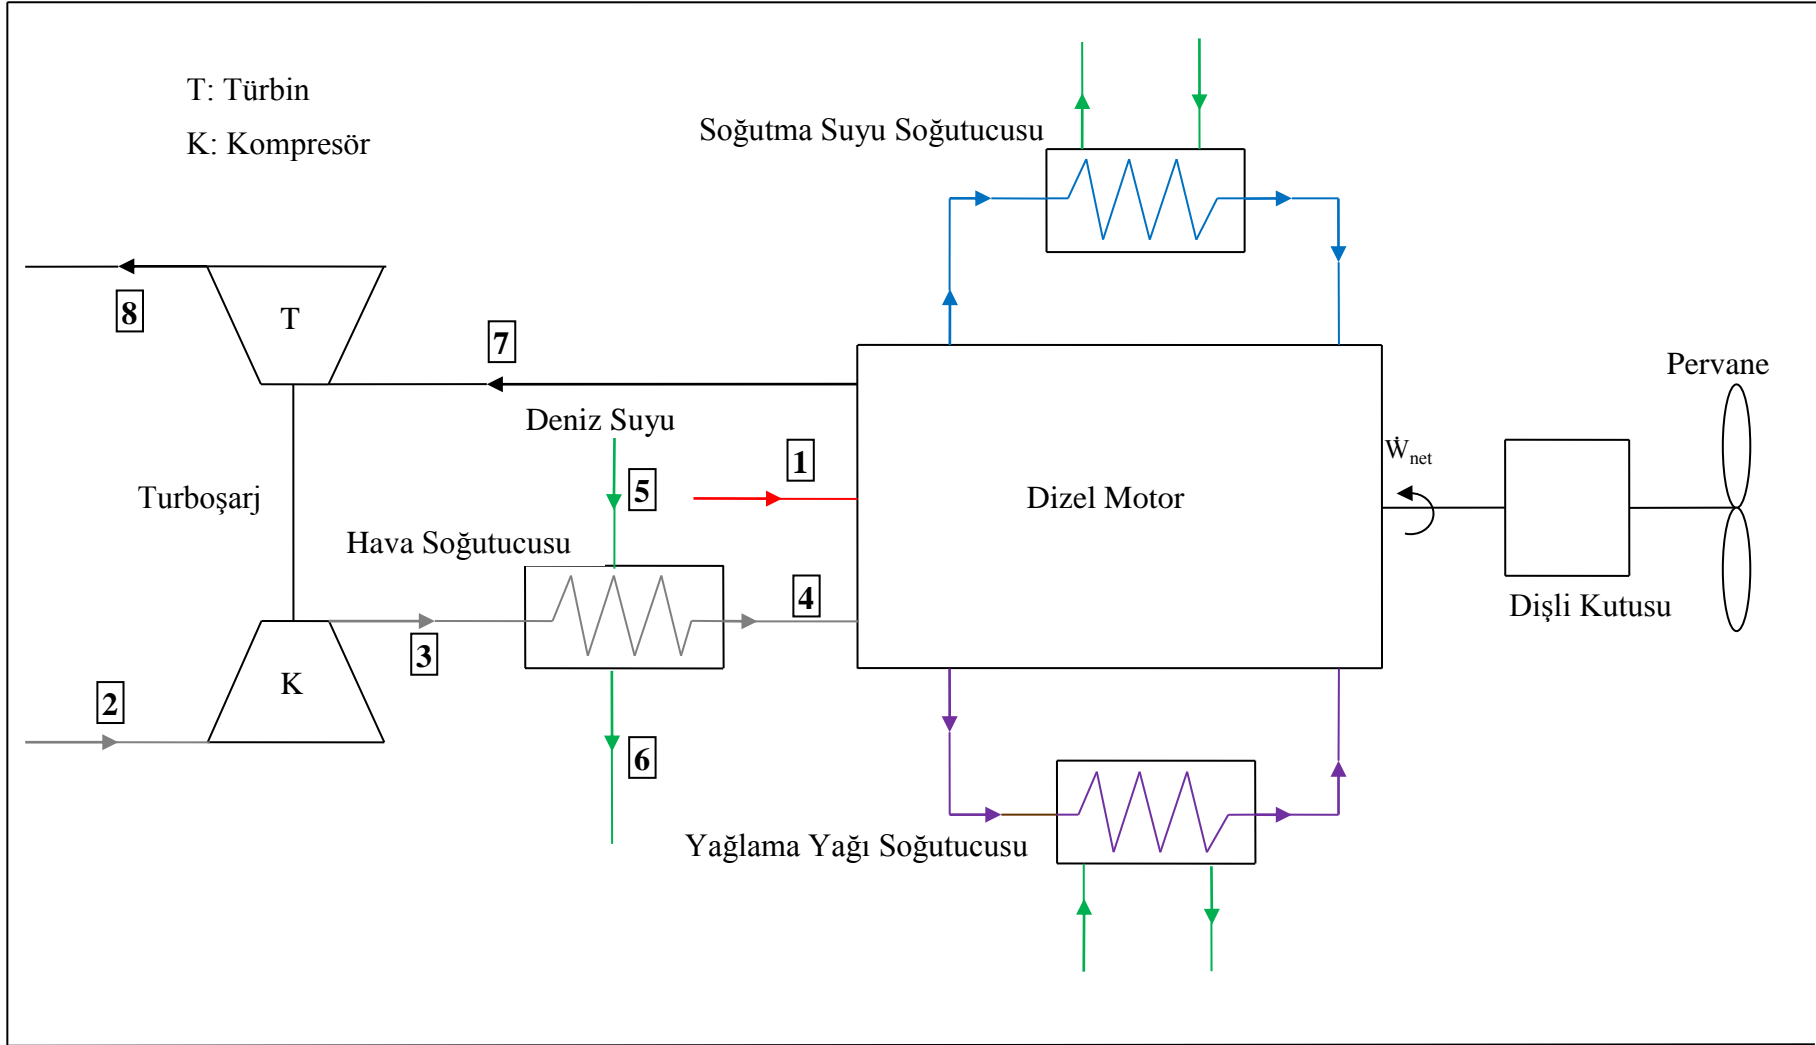 T: Türbin
K: Kompresör
Soğutma Suyu Soğutucusu
8
T
7
Pervane
Deniz Suyu
Ẇnet
1
5
Turboşarj
Dizel Motor
Hava Soğutucusu
4
Dişli Kutusu
3
K
2
6
Yağlama Yağı Soğutucusu